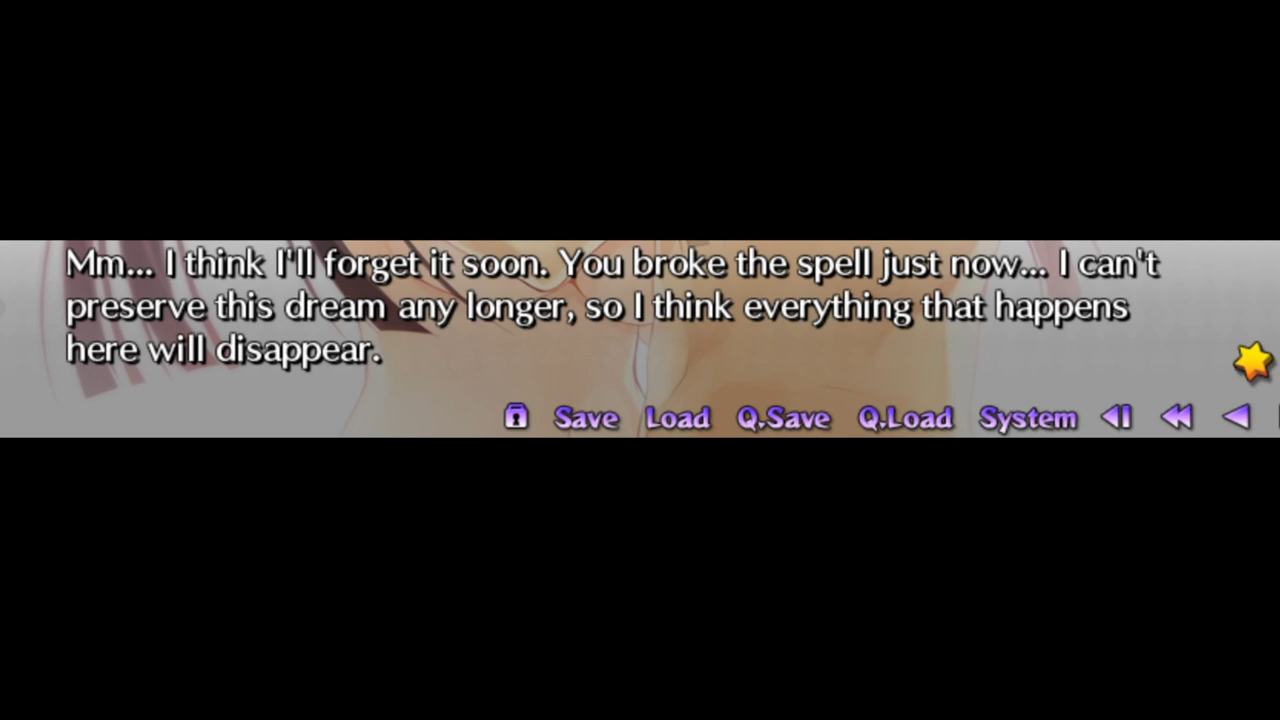 Mm... I think I'll forget it soon. You broke the spell just now... I can't
preserve this dream any longer, so I think everything that happens
here will disappear.
Save Load Q.Save Q.Load System